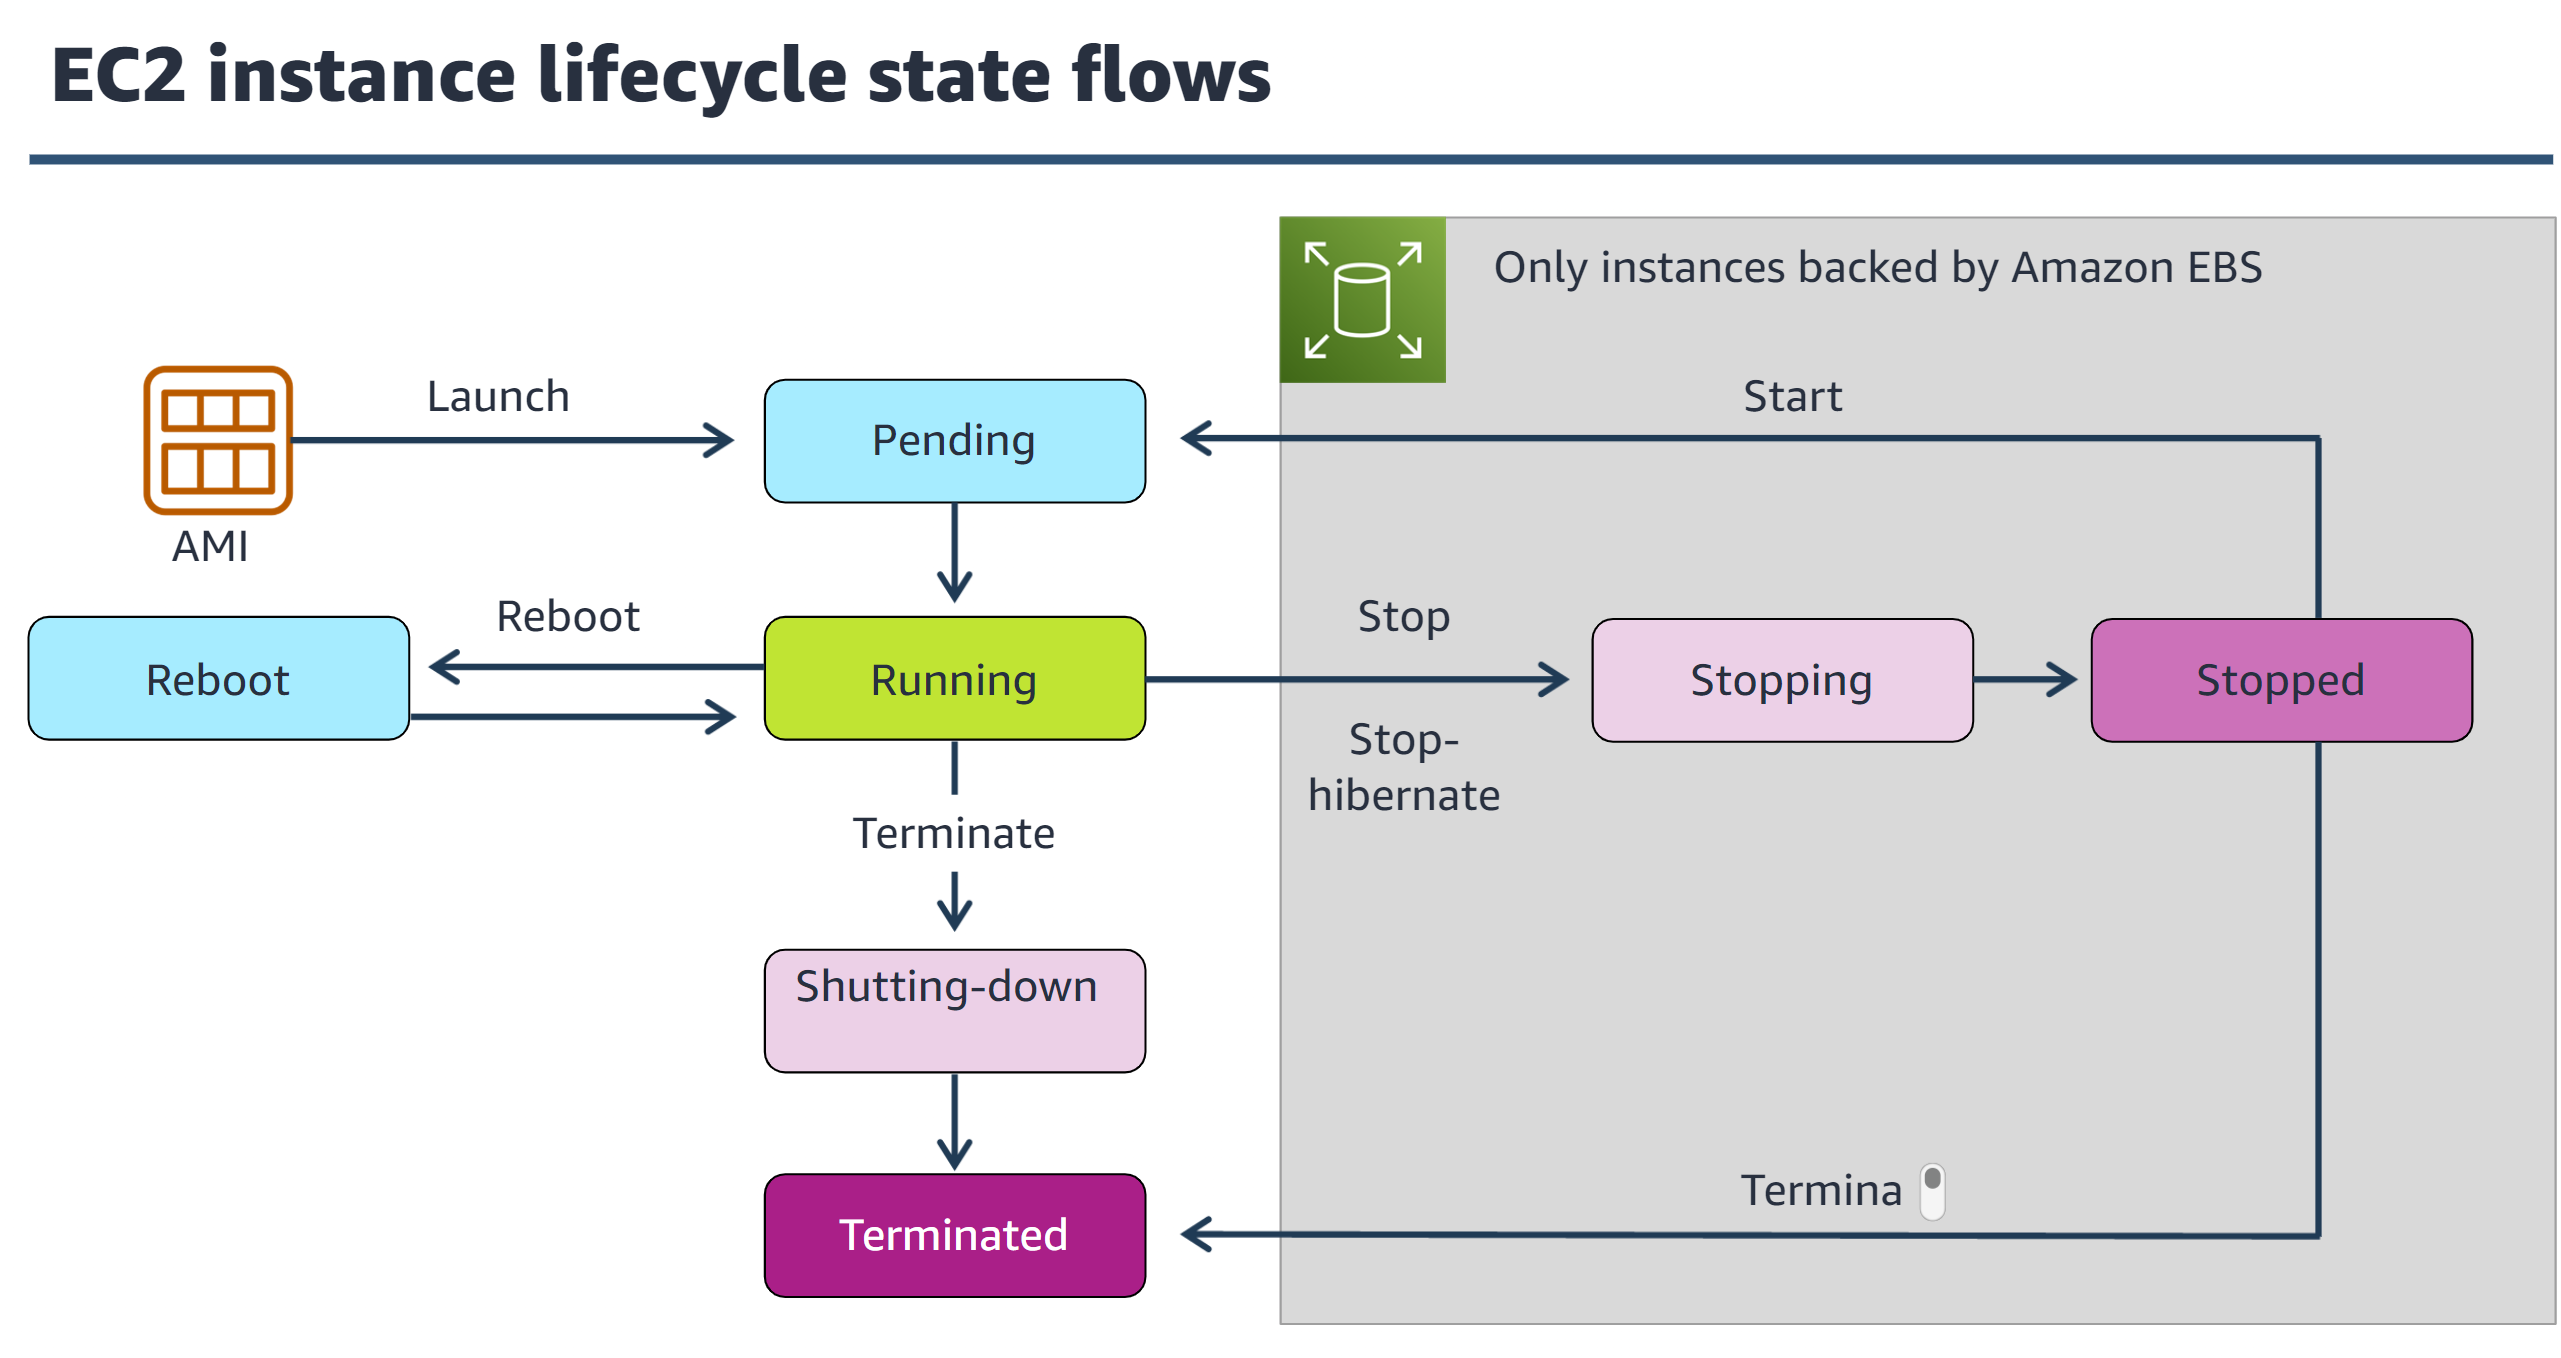 EC2 instance lifecycle state flows
Only instances backed by Amazon EBS
Launch
Pending
Start
AMI
Reboot
Reboot
Running
Stop
Stop-
hibernate
Stopping
Stopped
Terminate
Shutting-down
Terminated
Termina